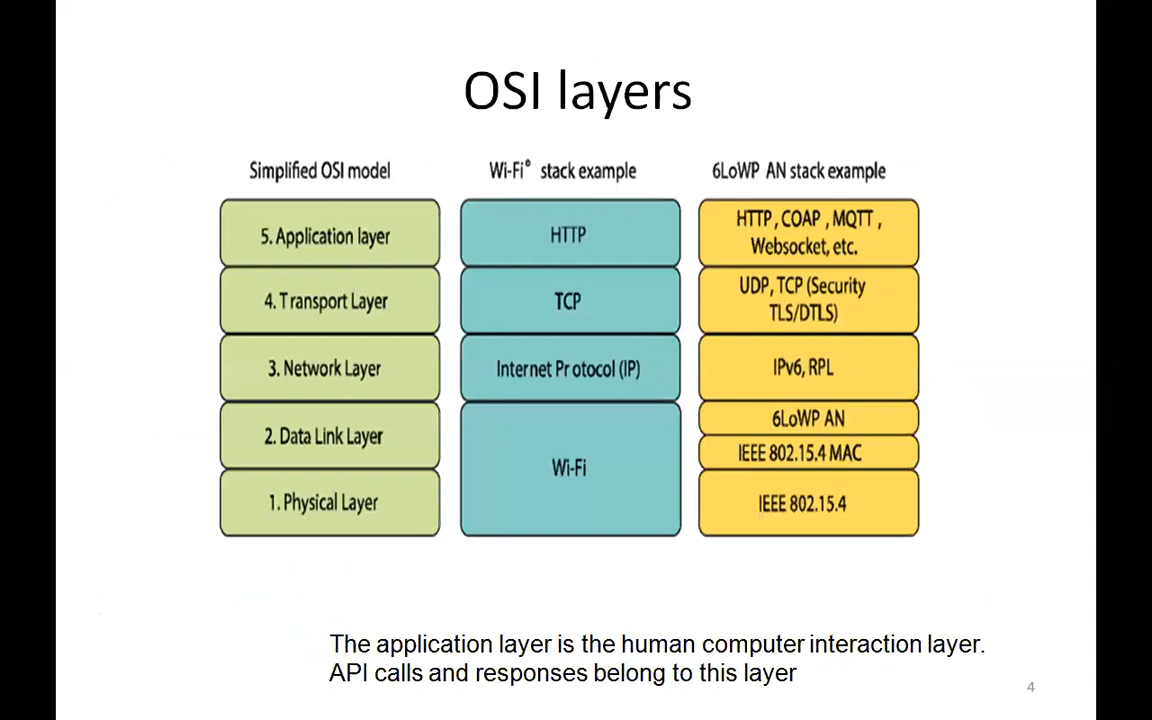 OSI layers
Simplified OSI model
Wi-Fi® stack example
6LoWP AN stack example
5. Application layer
HTTP
HTTP , COAP , MQTT ,
Websocket, etc.
4. Transport Layer
TCP
UDP, TCP (Security
TLS/DTLS)
3. Network Layer
Internet Protocol (IP)
IPv6, RPL
2. Data Link Layer
Wi-Fi
6LoWP AN
IEEE 802.15.4 MAC
1. Physical Layer
IEEE 802.15.4
The application layer is the human computer interaction layer.
API calls and responses belong to this layer
4